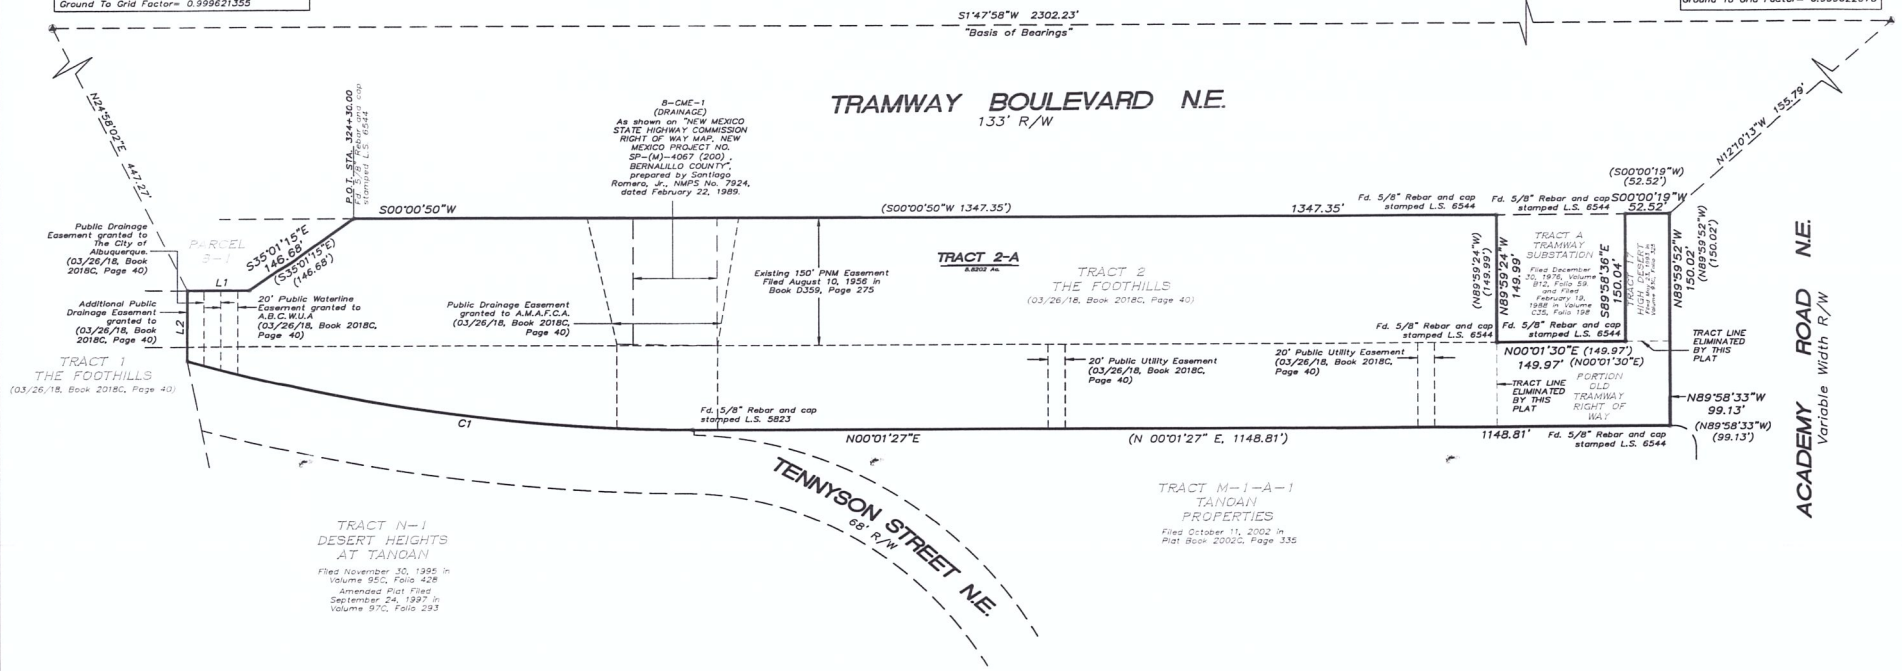 Ground To Grid Factor= 0.999621355
S1°47'58"W 2302.23'
"Basis of Bearings"
N24°58'02"E 447.27'
N12°10'13"W 155.79'
TRAMWAY BOULEVARD N.E.
133' R/W
P.O.T. STA. 324+30.00
Fd. 5/8" Rebar and cap
stamped L.S. 6544
B-CME-1
(DRAINAGE)
As shown on "NEW MEXICO
STATE HIGHWAY COMMISSION
RIGHT OF WAY MAP, NEW
MEXICO PROJECT NO.
SP-(M)-4067 (200) ,
BERNALILLO COUNTY",
prepared by Santiago
Romero, Jr., NMPS No. 7924,
dated February 22, 1989.
S00°00'50"W
(S00°00'50"W 1347.35')
1347.35'
Fd. 5/8" Rebar and cap
stamped L.S. 6544
Fd. 5/8" Rebar and cap
stamped L.S. 6544
(S00°00'19"W)
(52.52')
S00°00'19"W
52.52'
Public Drainage
Easement granted to
The City of
Albuquerque.
(03/26/18, Book
2018C, Page 40)
PARCEL
B-1
S35°01'15"E
146.68'
(S35°01'15"E)
(146.68')
L1
L2
Additional Public
Drainage Easement
granted to
(03/26/18, Book
2018C, Page 40)
20' Public Waterline
Easement granted to
A.B.C.W.U.A
(03/26/18, Book 2018C,
Page 40)
Public Drainage Easement
granted to A.M.A.F.C.A.
(03/26/18, Book 2018C,
Page 40)
Existing 150' PNM Easement
Filed August 10, 1956 in
Book D359, Page 275
TRACT 2-A
TRACT 2
THE FOOTHILLS
(03/26/18, Book 2018C, Page 40)
(N89°59'24"W)
(149.99')
N89°59'24"W
149.99'
TRACT A
TRAMWAY
SUBSTATION
Filed December
30, 1976, Volume
B12, Folio 59
and Filed
February 19,
1988 in Volume
C35, Folio 198
S89°58'36"E
150.04'
TRACT 17
HIGH DESERT
N89°59'52"W
150.02'
(N89°59'52"W)
(150.02')
Fd. 5/8" Rebar and cap
stamped L.S. 6544
Fd. 5/8" Rebar and cap
stamped L.S. 6544
N00°01'30"E (149.97')
149.97' (N00°01'30"E)
TRACT LINE
ELIMINATED
BY THIS
PLAT
TRACT LINE
ELIMINATED
BY THIS
PLAT
PORTION
OLD
TRAMWAY
RIGHT OF
WAY
N89°58'33"W
99.13'
(N89°58'33"W)
(99.13')
ACADEMY ROAD N.E.
Variable Width R/W
TRACT 1
THE FOOTHILLS
(03/26/18, Book 2018C, Page 40)
20' Public Utility Easement
(03/26/18, Book 2018C,
Page 40)
20' Public Utility Easement
(03/26/18, Book 2018C,
Page 40)
C1
Fd. 5/8" Rebar and cap
stamped L.S. 5823
N00°01'27"E
(N 00°01'27" E, 1148.81')
1148.81'
Fd. 5/8" Rebar and cap
stamped L.S. 6544
TENNYSON STREET N.E.
68' R/W
TRACT N-1
DESERT HEIGHTS
AT TANOAN
Filed November 30, 1995 in
Volume 95C, Folio 428
Amended Plat Filed
September 24, 1997 in
Volume 97C, Folio 293
TRACT M-1-A-1
TANOAN
PROPERTIES
Filed October 11, 2002 in
Plat Book 2002C, Page 335